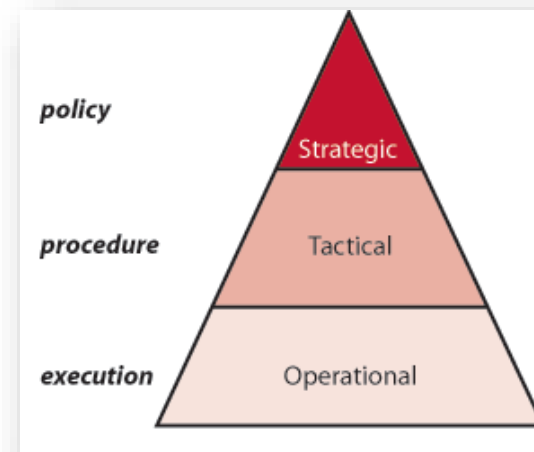 policy
Strategic
procedure
Tactical
execution
Operational